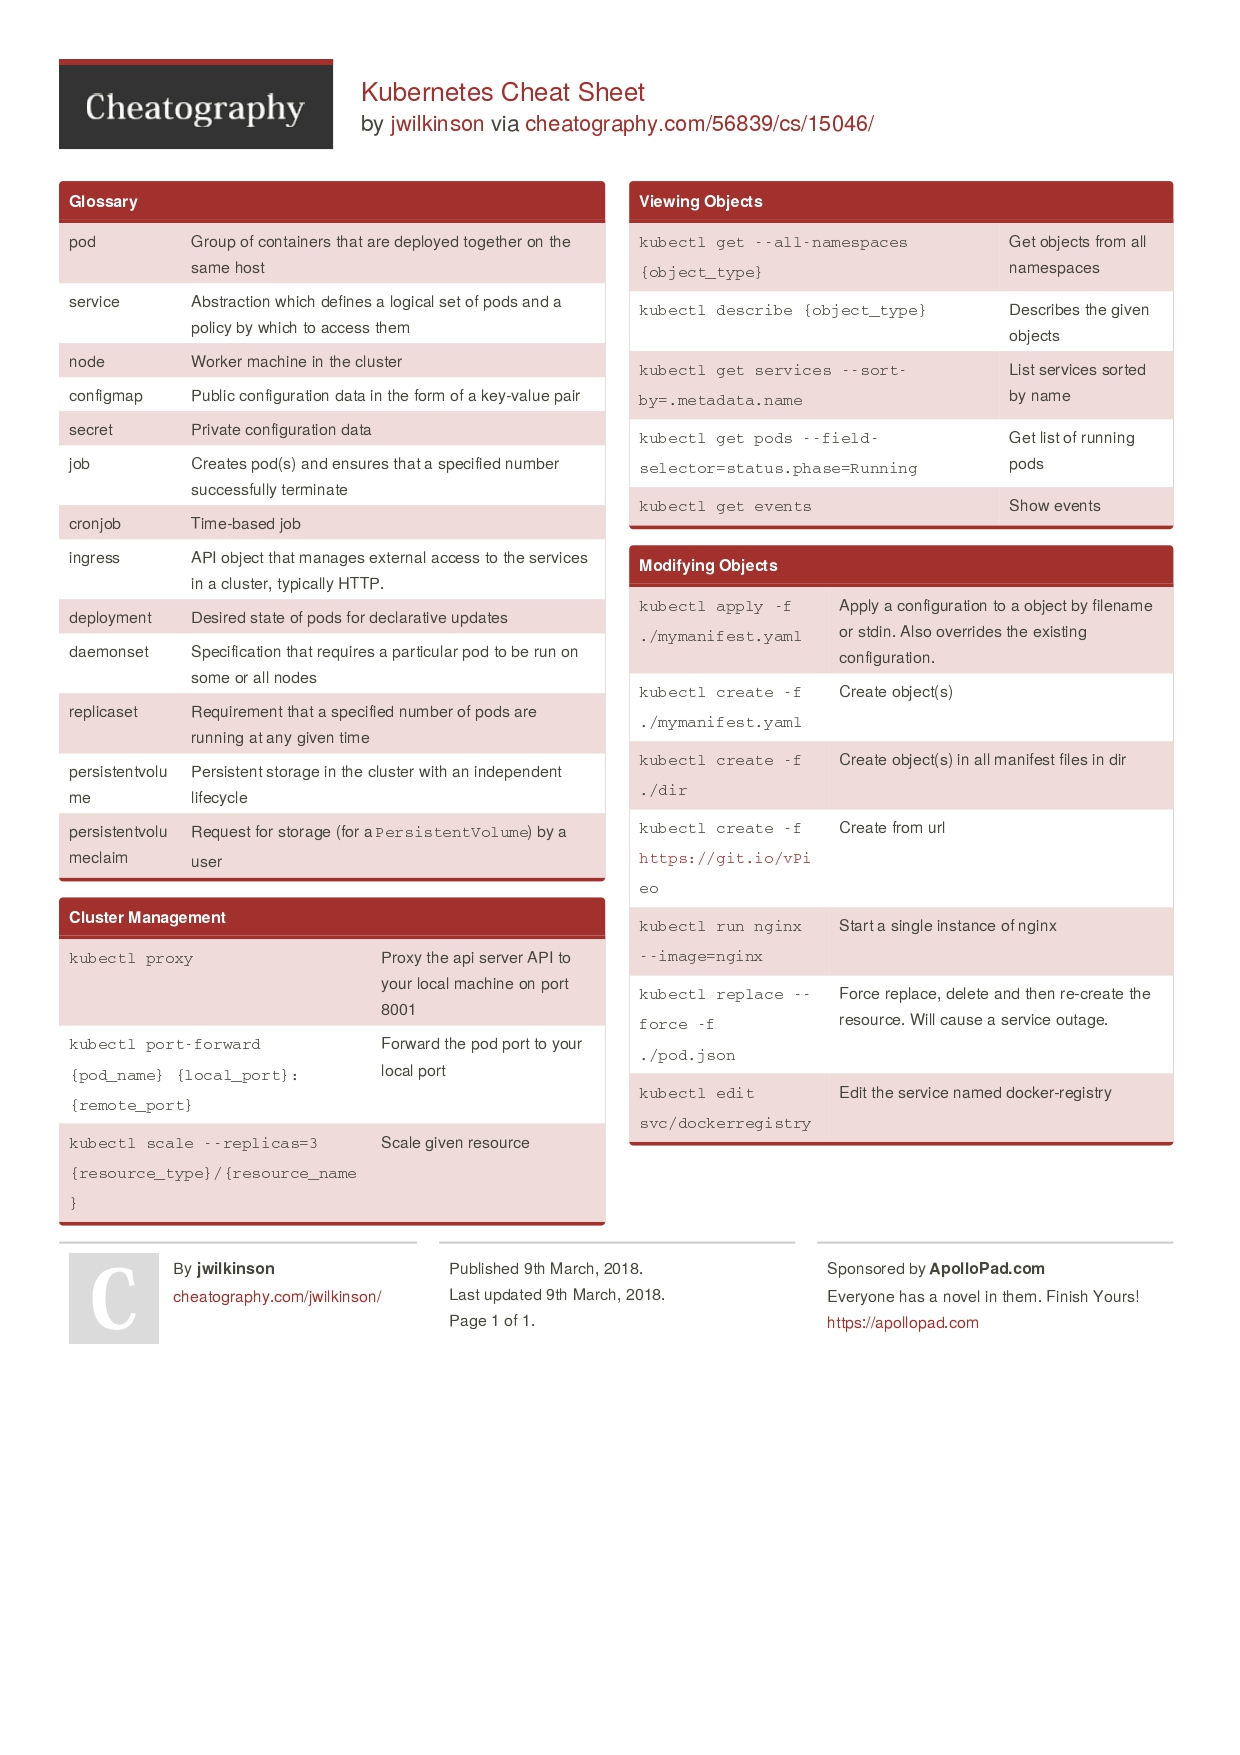 Cheatography
Kubernetes Cheat Sheet
by jwilkinson via cheatography.com/56839/cs/15046/
Glossary
pod Group of containers that are deployed together on the
same host
service Abstraction which defines a logical set of pods and a
policy by which to access them
node Worker machine in the cluster
configmap Public configuration data in the form of a key-value pair
secret Private configuration data
job Creates pod(s) and ensures that a specified number
successfully terminate
cronjob Time-based job
ingress API object that manages external access to the services
in a cluster, typically HTTP.
deployment Desired state of pods for declarative updates
daemonset Specification that requires a particular pod to be run on
some or all nodes
replicaset Requirement that a specified number of pods are
running at any given time
persistentvolu Persistent storage in the cluster with an independent
me lifecycle
persistentvolu Request for storage (for a PersistentVolume) by a
meclaim user
Cluster Management
kubectl proxy Proxy the api server API to
your local machine on port
8001
kubectl port-forward Forward the pod port to your
{pod_name} {local_port}: local port
{remote_port}
kubectl scale --replicas=3 Scale given resource
{resource_type}/{resource_name
}
Viewing Objects
kubectl get --all-namespaces Get objects from all
{object_type} namespaces
kubectl describe {object_type} Describes the given
objects
kubectl get services --sort- List services sorted
by=.metadata.name by name
kubectl get pods --field- Get list of running
selector=status.phase=Running pods
kubectl get events Show events
Modifying Objects
kubectl apply -f Apply a configuration to a object by filename
./mymanifest.yaml or stdin. Also overrides the existing
configuration.
kubectl create -f Create object(s)
./mymanifest.yaml
kubectl create -f Create object(s) in all manifest files in dir
./dir
kubectl create -f Create from url
https://git.io/vPi
eo
kubectl run nginx Start a single instance of nginx
--image=nginx
kubectl replace -- Force replace, delete and then re-create the
force -f resource. Will cause a service outage.
./pod.json
kubectl edit Edit the service named docker-registry
svc/dockerregistry
C
By jwilkinson
cheatography.com/jwilkinson/
Published 9th March, 2018.
Last updated 9th March, 2018.
Page 1 of 1.
Sponsored by ApolloPad.com
Everyone has a novel in them. Finish Yours!
https://apollopad.com